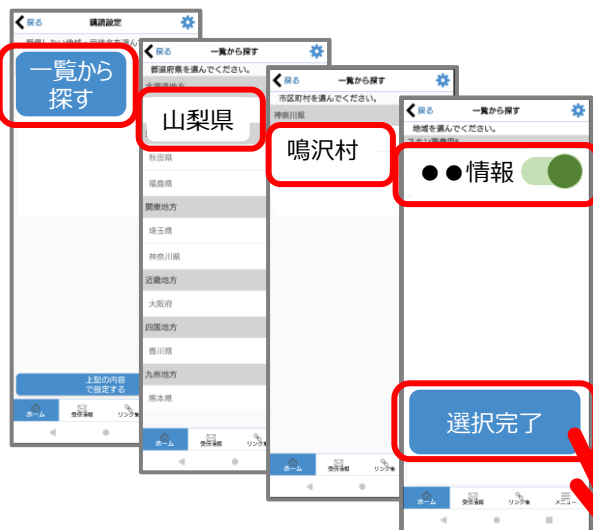 戻る
購読設定
一覧から
探す
上記の内容
で設定する
ホーム
受信情報
リンク集
戻る
一覧から探す
都道府県を選んでください。
山梨県
秋田県
福島県
関東地方
埼玉県
神奈川県
近畿地方
大阪府
四国地方
香川県
九州地方
熊本県
ホーム
受信情報
リンク集
戻る
一覧から探す
市区町村を選んでください。
神奈川県
鳴沢村
ホーム
受信情報
リンク集
戻る
一覧から探す
地域を選んでください。
●●情報
選択完了
ホーム
受信情報
リンク集
メニュー